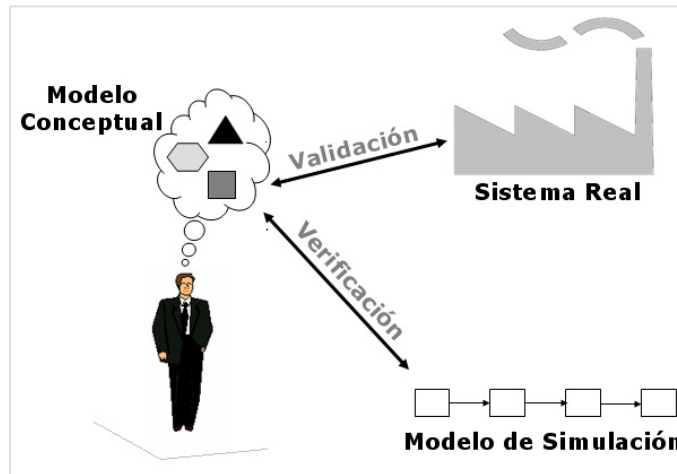 Modelo
Conceptual
Validación
Sistema Real
Verificación
Modelo de Simulación